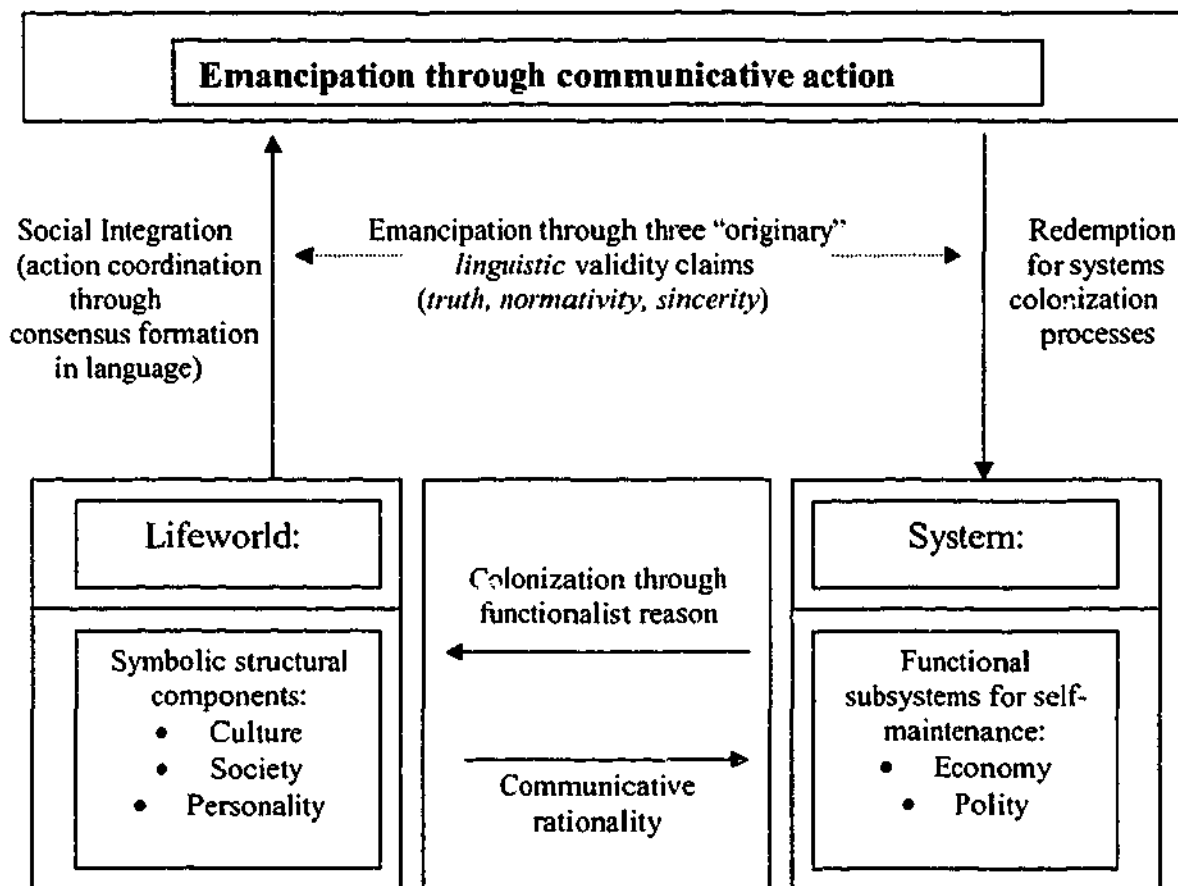 Emancipation through communicative action
Social Integration
(action coordination
through
consensus formation
in language)
Emancipation through three “originary”
linguistic validity claims
(truth, normativity, sincerity)
Redemption
for systems
colonization
processes
Lifeworld:
Symbolic structural
components:
• Culture
• Society
• Personality
Colonization through
functionalist reason
Communicative
rationality
System:
Functional
subsystems for self-
maintenance:
• Economy
• Polity